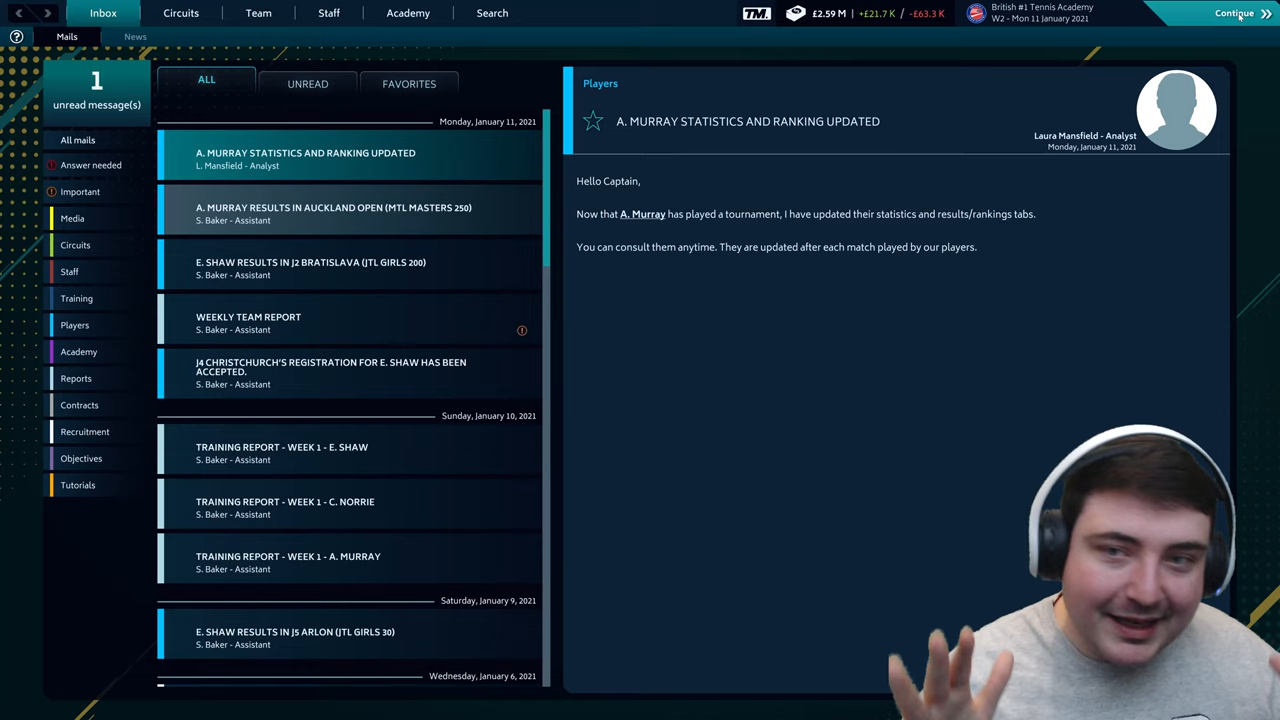 Inbox
Circuits
Team
Staff
Academy
Search
TM.
£2.59 M
+£21.7 K / -£63.3 K
British #1 Tennis Academy
W2 - Mon 11 January 2021
Continue
?
Mails
News
1
unread message(s)
All mails
Answer needed
Important
Media
Circuits
Staff
Training
Players
Academy
Reports
Contracts
Recruitment
Objectives
Tutorials
ALL
UNREAD
FAVORITES
Monday, January 11, 2021
A. MURRAY STATISTICS AND RANKING UPDATED
L. Mansfield - Analyst
A. MURRAY RESULTS IN AUCKLAND OPEN (MTL MASTERS 250)
S. Baker - Assistant
E. SHAW RESULTS IN J2 BRATISLAVA (JTL GIRLS 200)
S. Baker - Assistant
WEEKLY TEAM REPORT
S. Baker - Assistant
J4 CHRISTCHURCH'S REGISTRATION FOR E. SHAW HAS BEEN
ACCEPTED.
S. Baker - Assistant
Sunday, January 10, 2021
TRAINING REPORT - WEEK 1 - E. SHAW
S. Baker - Assistant
TRAINING REPORT - WEEK 1 - C. NORRIE
S. Baker - Assistant
TRAINING REPORT - WEEK 1 - A. MURRAY
S. Baker - Assistant
Saturday, January 9, 2021
E. SHAW RESULTS IN J5 ARLON (JTL GIRLS 30)
S. Baker - Assistant
Wednesday, January 6, 2021
Players
A. MURRAY STATISTICS AND RANKING UPDATED
Laura Mansfield - Analyst
Monday, January 11, 2021
Hello Captain,
Now that A. Murray has played a tournament, I have updated their statistics and results/rankings tabs.
You can consult them anytime. They are updated after each match played by our players.